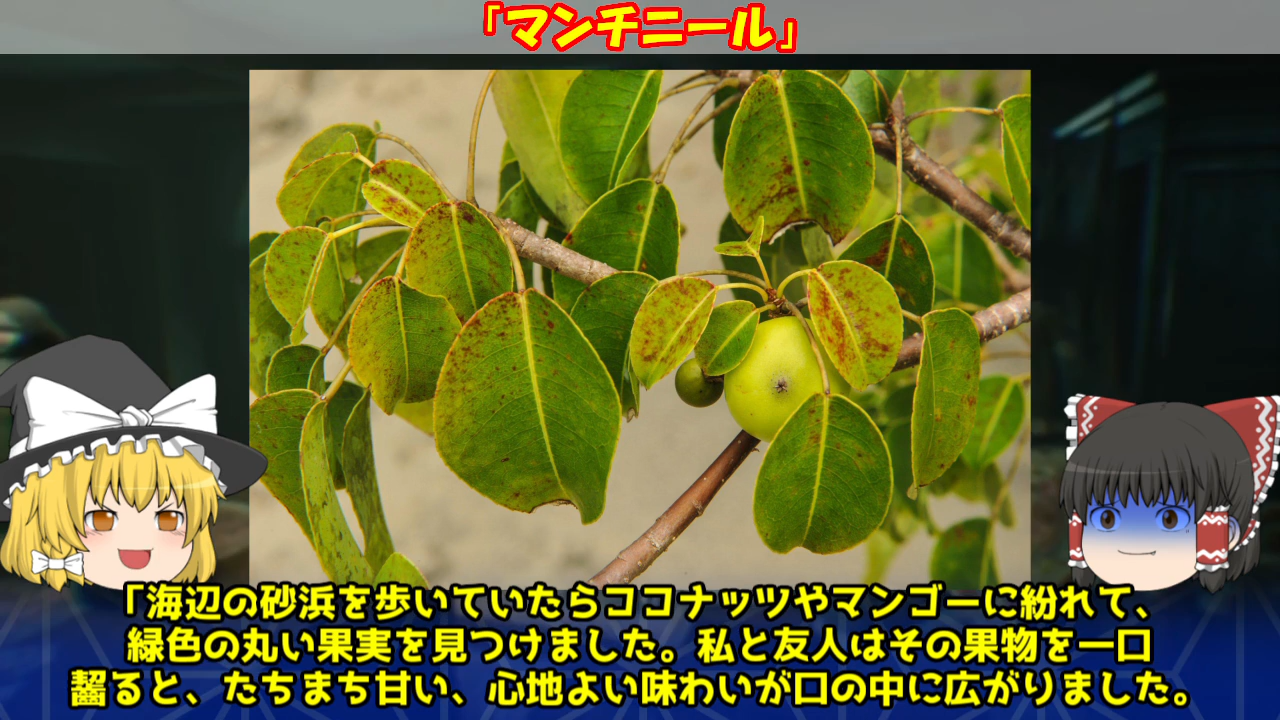 「マンチニール」
「海辺の砂浜を歩いていたらココナッツやマンゴーに紛れて、
緑色の丸い果実を見つけました。私と友人はその果物を一口
齧ると、たちまち甘い、心地よい味わいが口の中に広がりました。